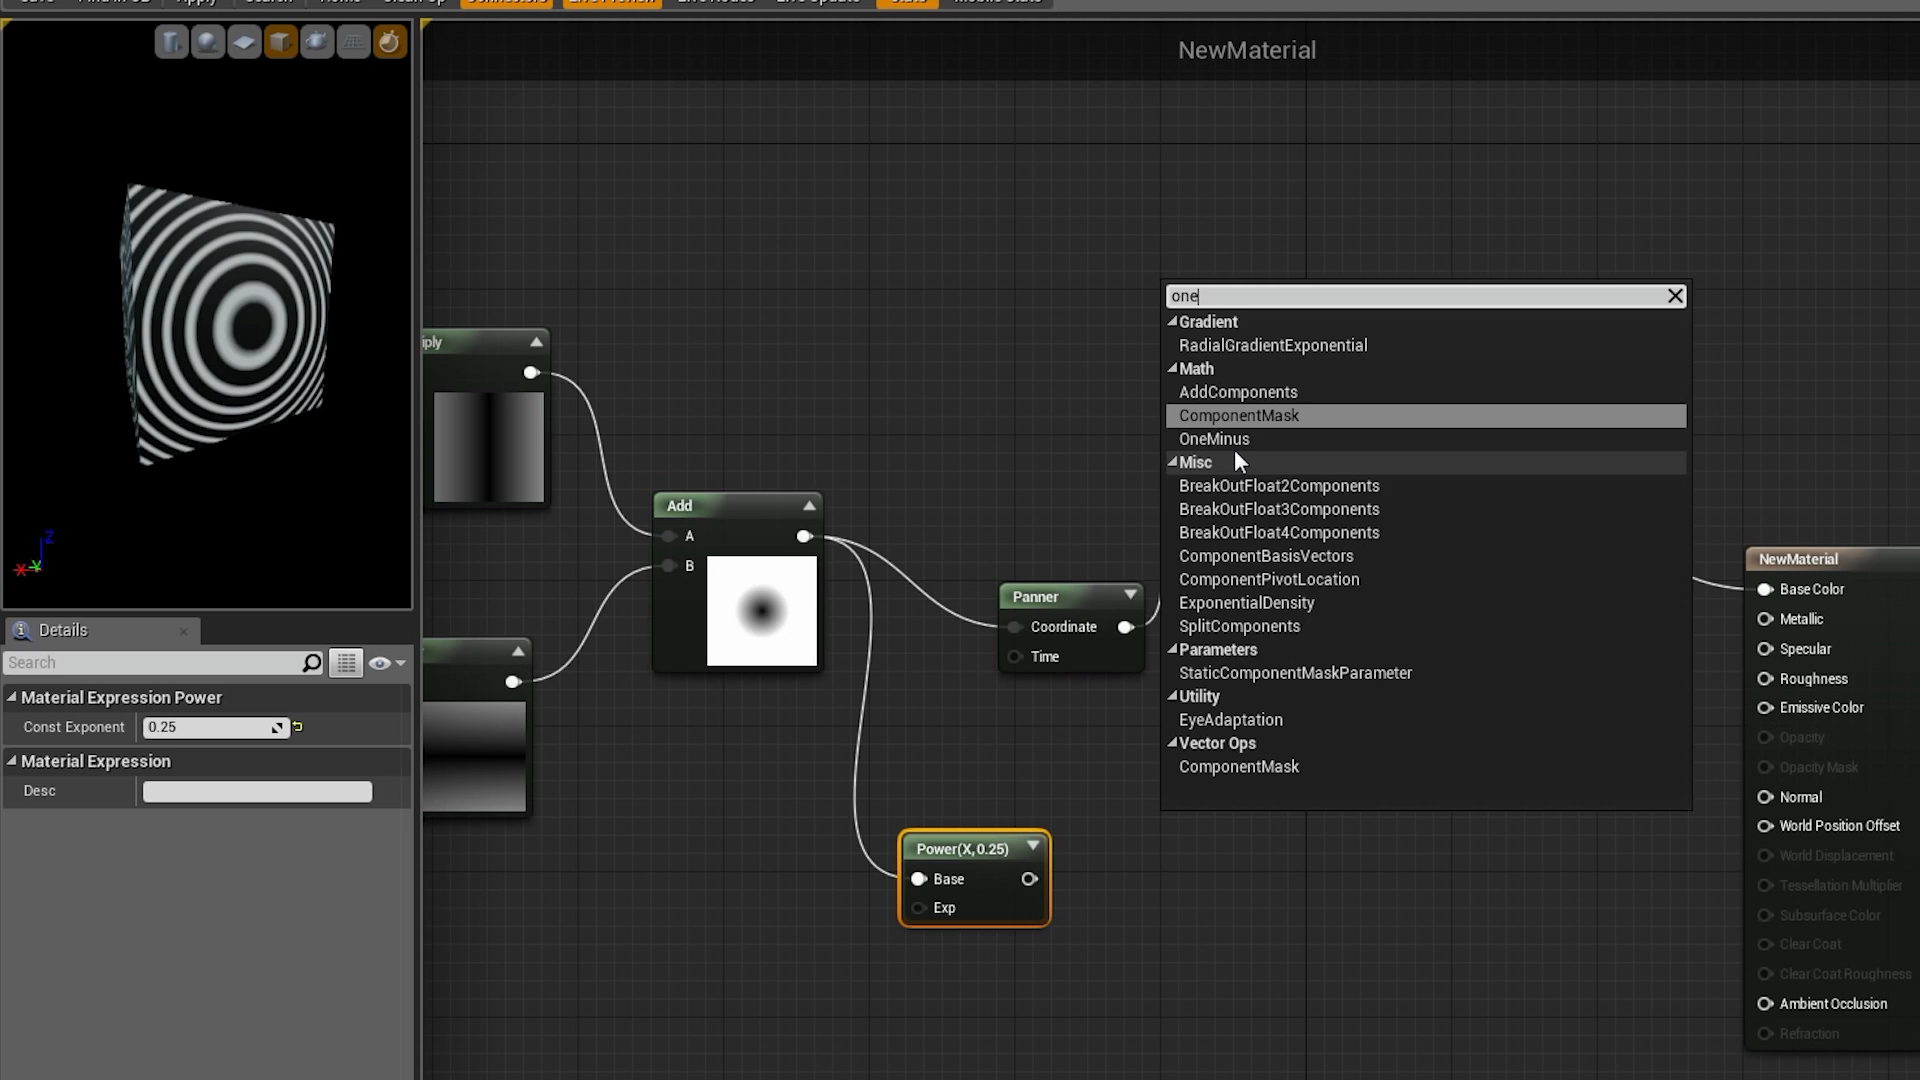 NewMaterial
iply
Add
A
B
Panner
Coordinate
Time
Power(X,0.25)
Base
Exp
one
Gradient
RadialGradientExponential
Math
AddComponents
ComponentMask
OneMinus
Misc
BreakOutFloat2Components
BreakOutFloat3Components
BreakOutFloat4Components
ComponentBasisVectors
ComponentPivotLocation
ExponentialDensity
SplitComponents
Parameters
StaticComponentMaskParameter
Utility
EyeAdaptation
Vector Ops
ComponentMask
NewMaterial
Base Color
Metallic
Specular
Roughness
Emissive Color
Opacity
Opacity Mask
Normal
World Position Offset
World Displacement
Tessellation Multiplier
Subsurface Color
Clear Coat
Clear Coat Roughness
Ambient Occlusion
Refraction
Z
X
Y
Details
Search
Material Expression Power
Const Exponent
0.25
Material Expression
Desc